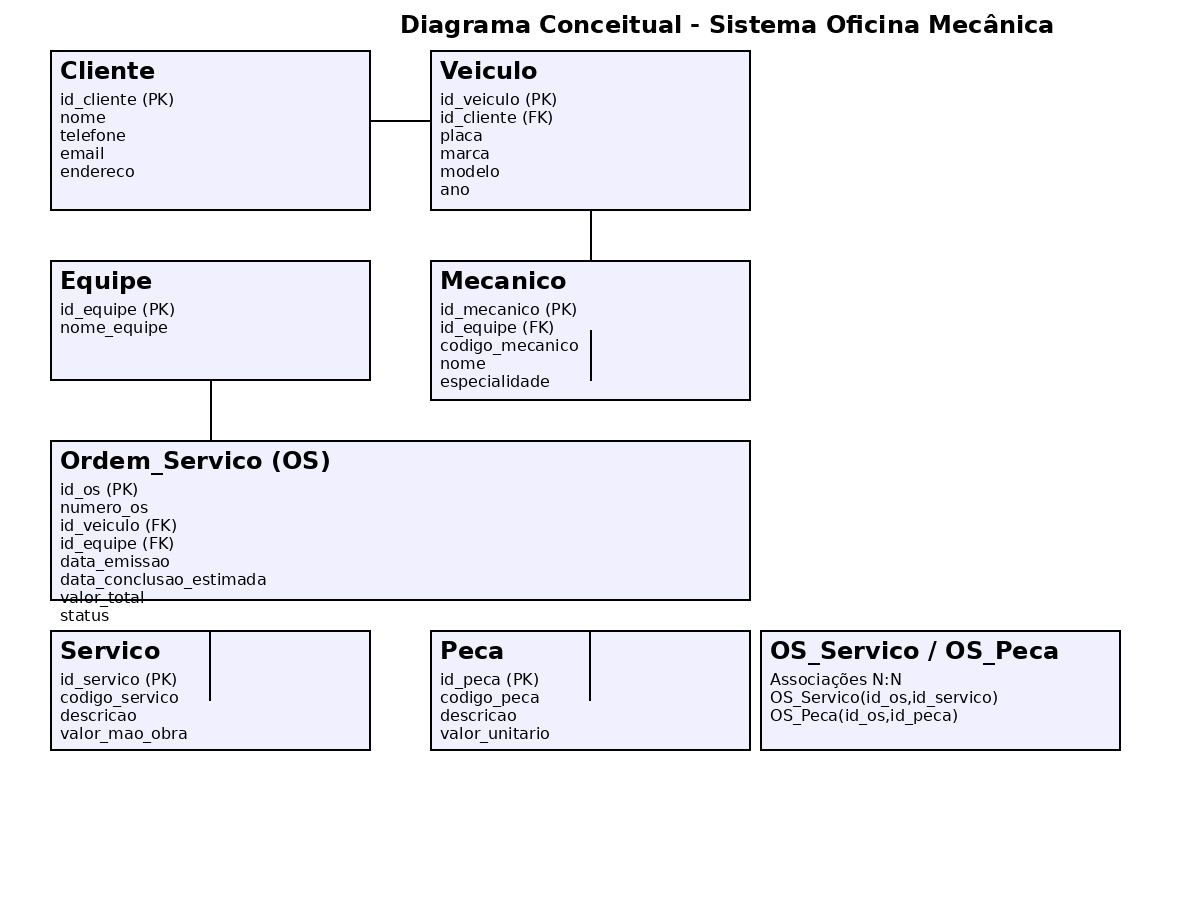 Diagrama Conceitual - Sistema Oficina Mecânica
Cliente
id_cliente (PK)
nome
telefone
email
endereco
Veiculo
id_veiculo (PK)
id_cliente (FK)
placa
marca
modelo
ano
Equipe
id_equipe (PK)
nome_equipe
Mecanico
id_mecanico (PK)
id_equipe (FK)
codigo_mecanico
nome
especialidade
Ordem_Servico (OS)
id_os (PK)
numero_os
id_veiculo (FK)
id_equipe (FK)
data_emissao
data_conclusao_estimada
valor_total
status
Servico
id_servico (PK)
codigo_servico
descricao
valor_mao_obra
Peca
id_peca (PK)
codigo_peca
descricao
valor_unitario
OS_Servico / OS_Peca
Associações N:N
OS_Servico(id_os,id_servico)
OS_Peca(id_os,id_peca)